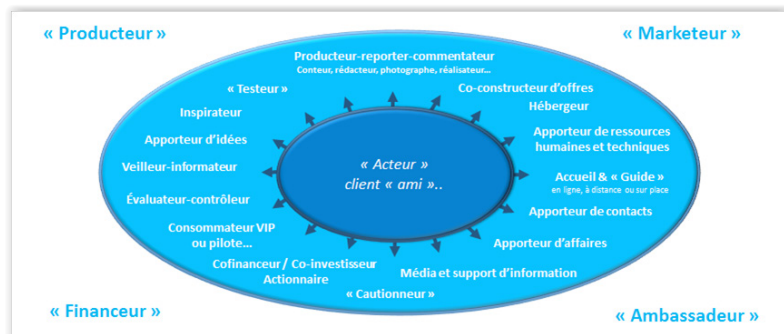 « Producteur »
« Marketeur »
Producteur-reporter-commentateur
Conteur, rédacteur, photographe, réalisateur...
« Testeur »
Co-constructeur d'offres
Inspirateur
Hébergeur
Apporteur d'idées
Apporteur de ressources
humaines et techniques
Veilleur-informateur
« Acteur »
client « ami »..
Accueil & « Guide »
en ligne, à distance ou sur place
Évaluateur-contrôleur
Apporteur de contacts
Consommateur VIP
ou pilote...
Apporteur d'affaires
Cofinanceur / Co-investisseur
Actionnaire
Média et support d'information
« Cautionneur »
« Financeur »
« Ambassadeur »